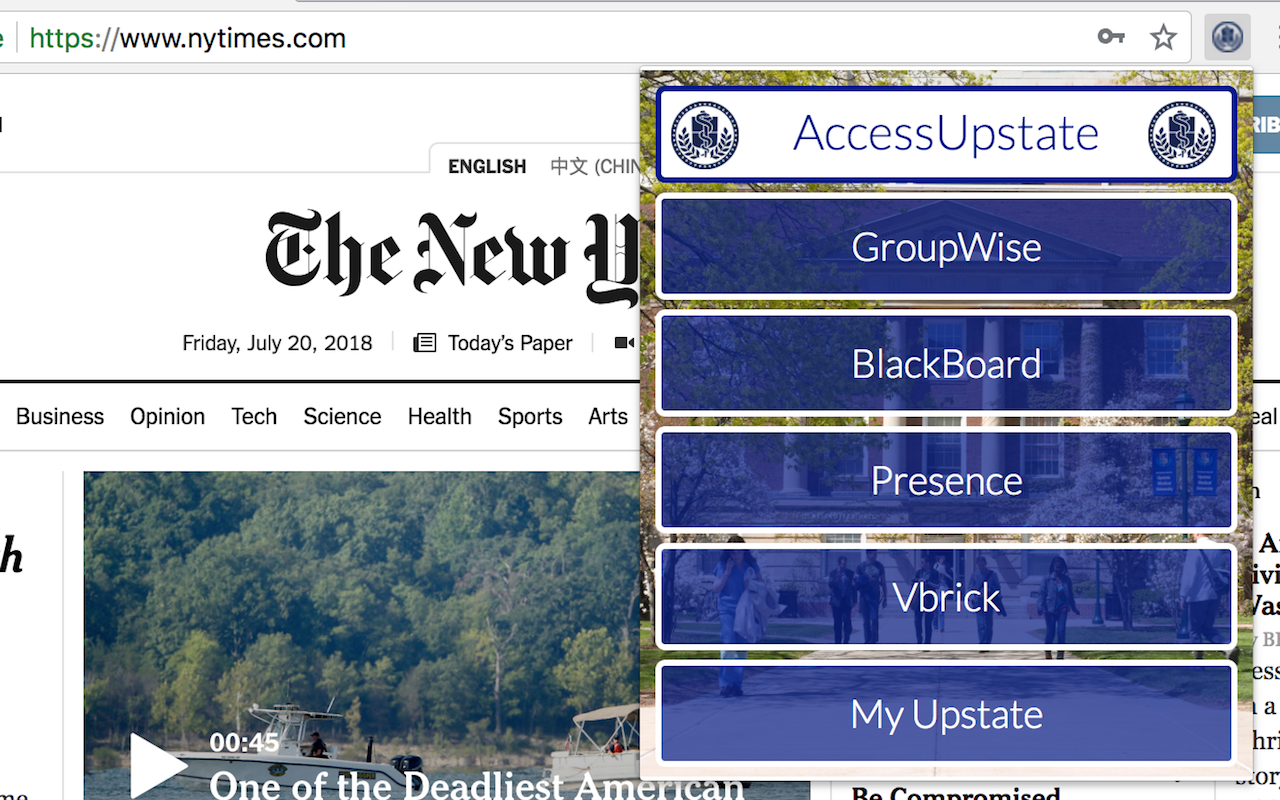 https://www.nytimes.com
AccessUpstate
ENGLISH 中文
The New
GroupWise
Friday, July 20, 2018 Today's Paper
BlackBoard
Business Opinion Tech Science Health Sports Arts
Presence
Vbrick
My Upstate
00:45
One of the Deadliest American
Be Compromised